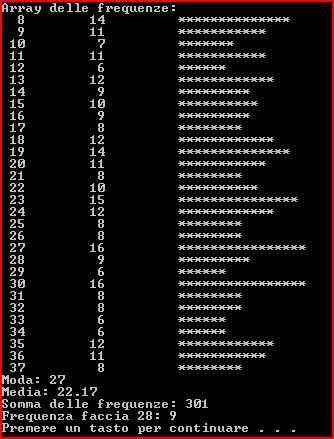 Array delle frequenze:
8 14 **************
9 11 ***********
10 7 *******
11 11 ***********
12 6 ******
13 12 ************
14 9 *********
15 10 **********
16 9 *********
17 8 ********
18 12 ************
19 14 **************
20 11 ***********
21 8 ********
22 10 **********
23 15 ***************
24 12 ************
25 8 ********
26 8 ********
27 16 ****************
28 9 *********
29 6 ******
30 16 ****************
31 8 ********
32 8 ********
33 6 ******
34 6 ******
35 12 ************
36 11 ***********
37 8 ********
Moda: 27
Media: 22.17
Somma delle frequenze: 301
Frequenza faccia 28: 9
Premere un tasto per continuare . . .